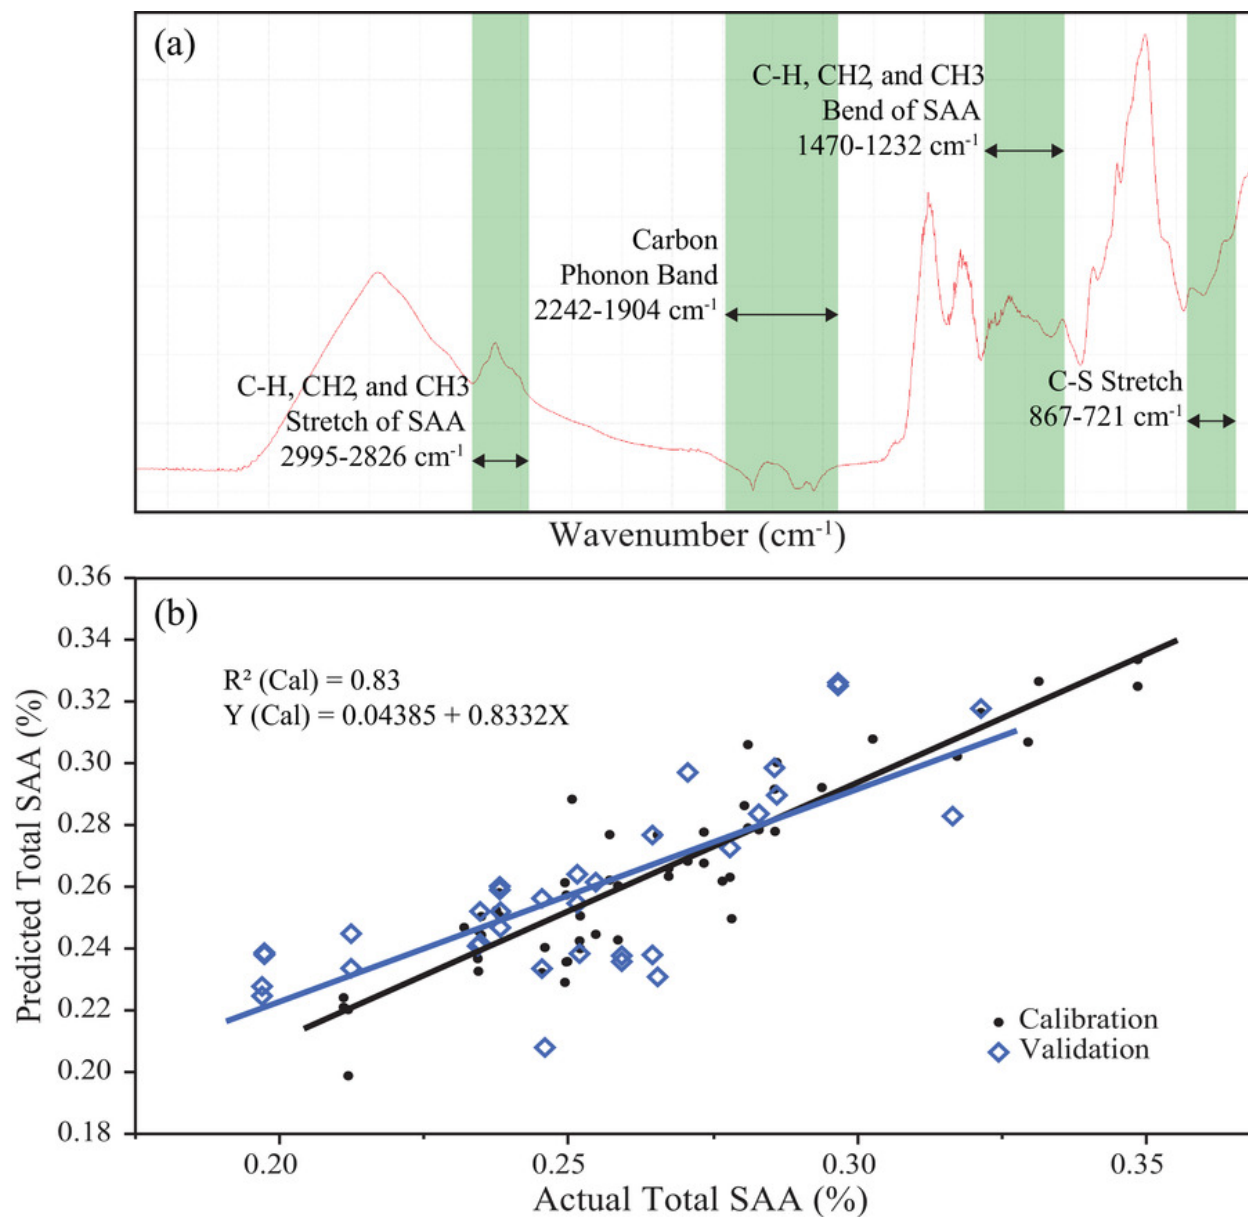 (a)
C-H, CH2, and CH3
Bend of SAA
1470-1232 cm⁻¹
Carbon
Phonon Band
2242-1904 cm⁻¹
C-H, CH2, and CH3
Stretch of SAA
2995-2826 cm⁻¹
C-S Stretch
867-721 cm⁻¹
Wavenumber (cm⁻¹)
(b)
R² (Cal) = 0.83
Y (Cal) = 0.04385 + 0.8332X
Predicted Total SAA (%)
0.36
0.34
0.32
0.30
0.28
0.26
0.24
0.22
0.20
0.18
Calibration
Validation
0.20 0.25 0.30 0.35
Actual Total SAA (%)